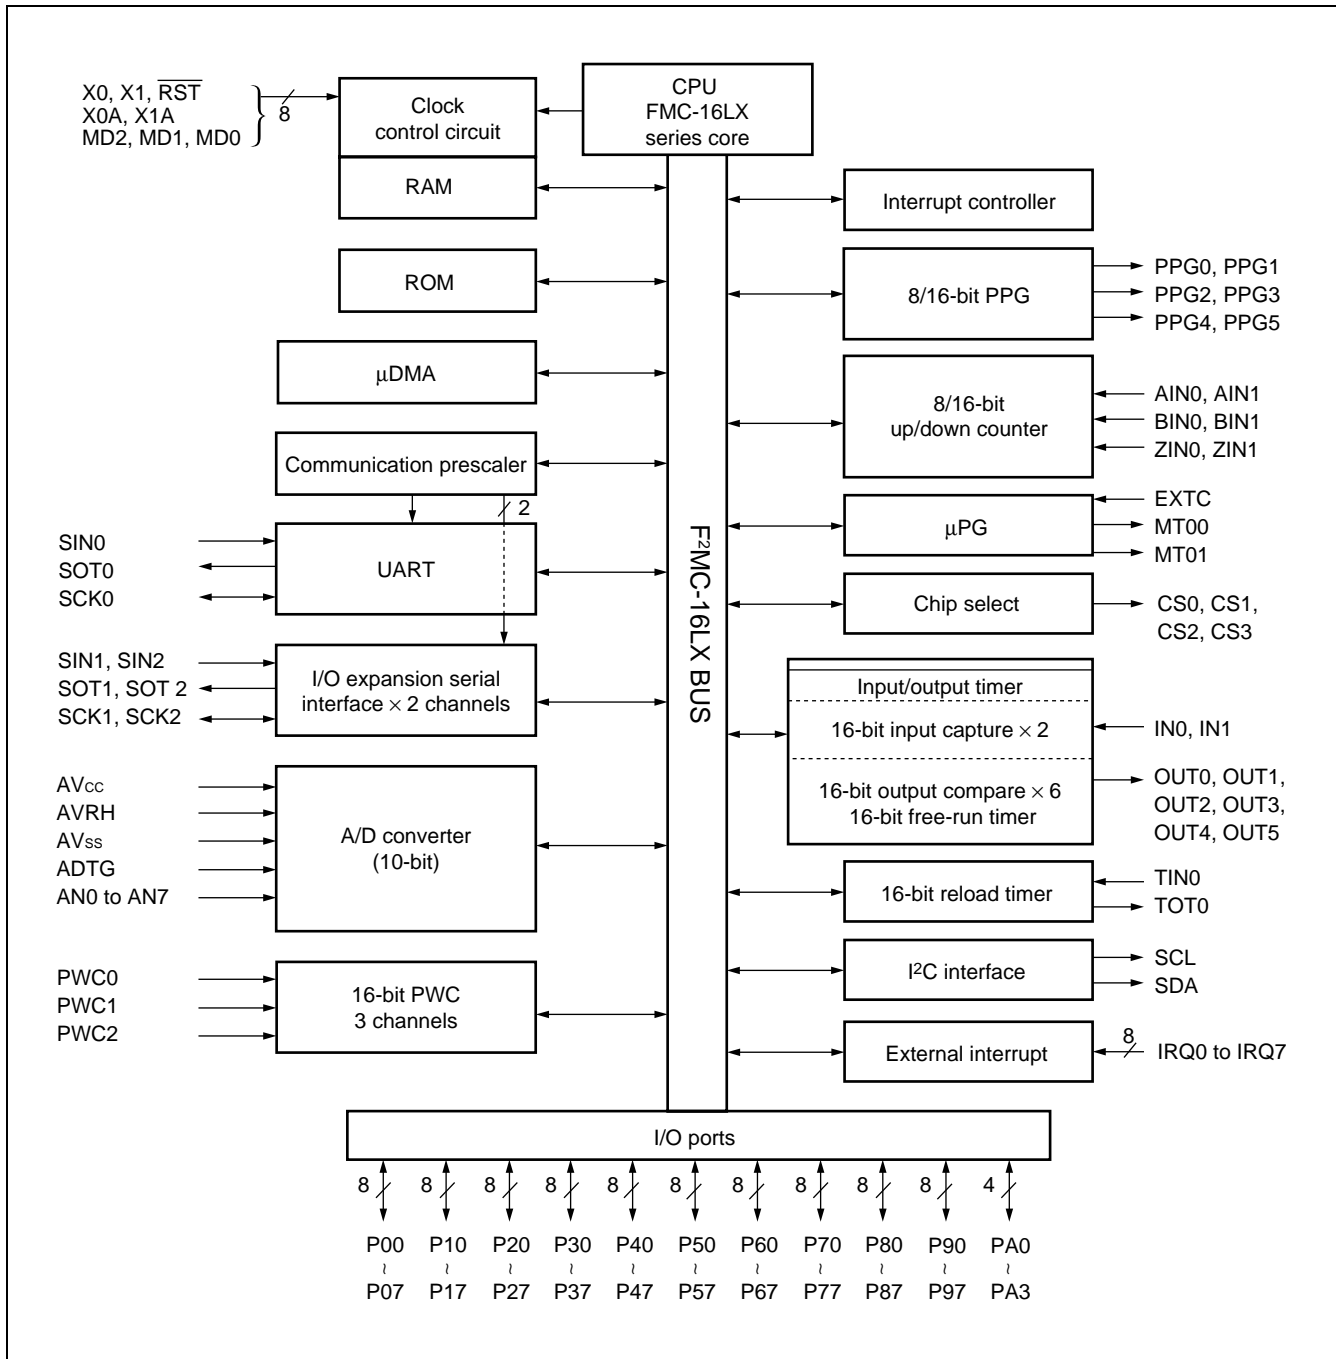 X0, X1, RST
X0A, X1A
MD2, MD1, MD0
8
Clock
control circuit
CPU
FMC-16LX
series core
RAM
ROM
μDMA
Communication prescaler
2
SIN0
SOT0
SCK0
UART
SIN1, SIN2
SOT1, SOT 2
SCK1, SCK2
I/O expansion serial
interface × 2 channels
AVCC
AVRH
AVSS
ADTG
AN0 to AN7
A/D converter
(10-bit)
PWC0
PWC1
PWC2
16-bit PWC
3 channels
F²MC-16LX BUS
Interrupt controller
8/16-bit PPG
PPG0, PPG1
PPG2, PPG3
PPG4, PPG5
8/16-bit
up/down counter
AIN0, AIN1
BIN0, BIN1
ZIN0, ZIN1
μPG
EXTC
MT00
MT01
Chip select
CS0, CS1,
CS2, CS3
Input/output timer
16-bit input capture × 2
16-bit output compare × 6
16-bit free-run timer
IN0, IN1
OUT0, OUT1,
OUT2, OUT3,
OUT4, OUT5
16-bit reload timer
TIN0
TOT0
I²C interface
SCL
SDA
External interrupt
8
IRQ0 to IRQ7
I/O ports
8 8 8 8 8 8 8 8 8 8 4
P00 P10 P20 P30 P40 P50 P60 P70 P80 P90 PA0
~ ~ ~ ~ ~ ~ ~ ~ ~ ~ ~
P07 P17 P27 P37 P47 P57 P67 P77 P87 P97 PA3